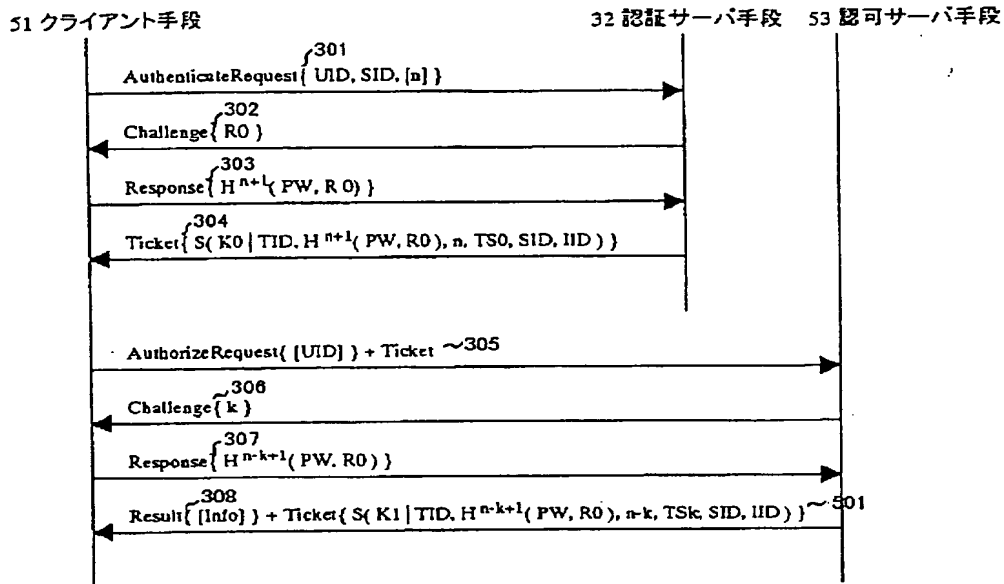 51 クライアント手段 32 認証サーバ手段 53 認可サーバ手段
301
AuthenticateRequest{ UID, SID, [n] }
302
Challenge{ R0 }
303
Response{ H^n+1( PW, R 0) }
304
Ticket{ S( K0 | TID, H^n+1( PW, R0 ), n, TS0, SID, IID ) }
AuthorizeRequest{ [UID] } + Ticket ～305
306
Challenge{ k }
307
Response{ H^n-k+1( PW, R0 ) }
308
Result{ [Info] } + Ticket{ S( K1 | TID, H^n-k+1( PW, R0 ), n-k, TSk, SID, IID ) } ～501